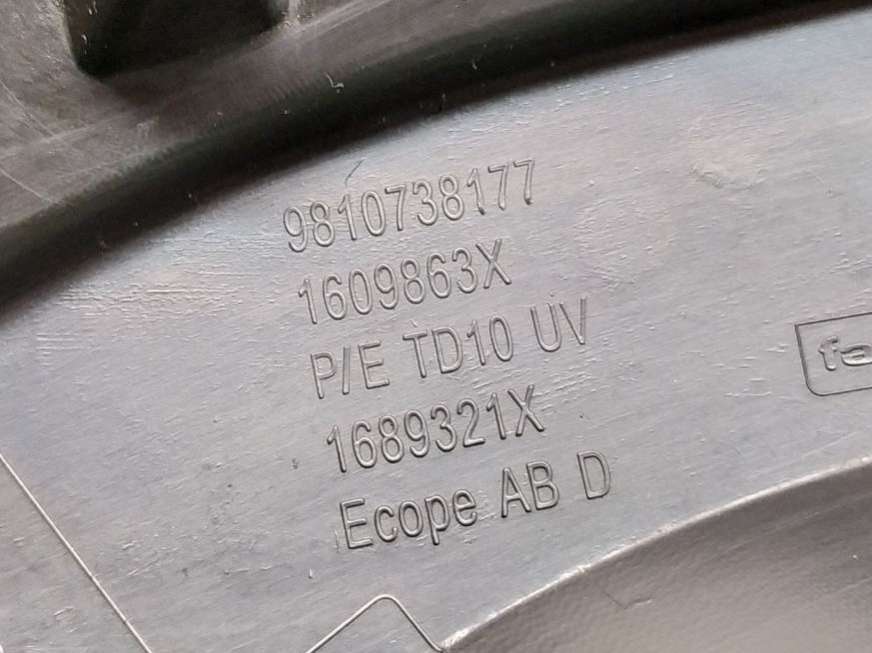 9810738177
1609863X
P/E TD10 UV
1689321X
Ecope AB D